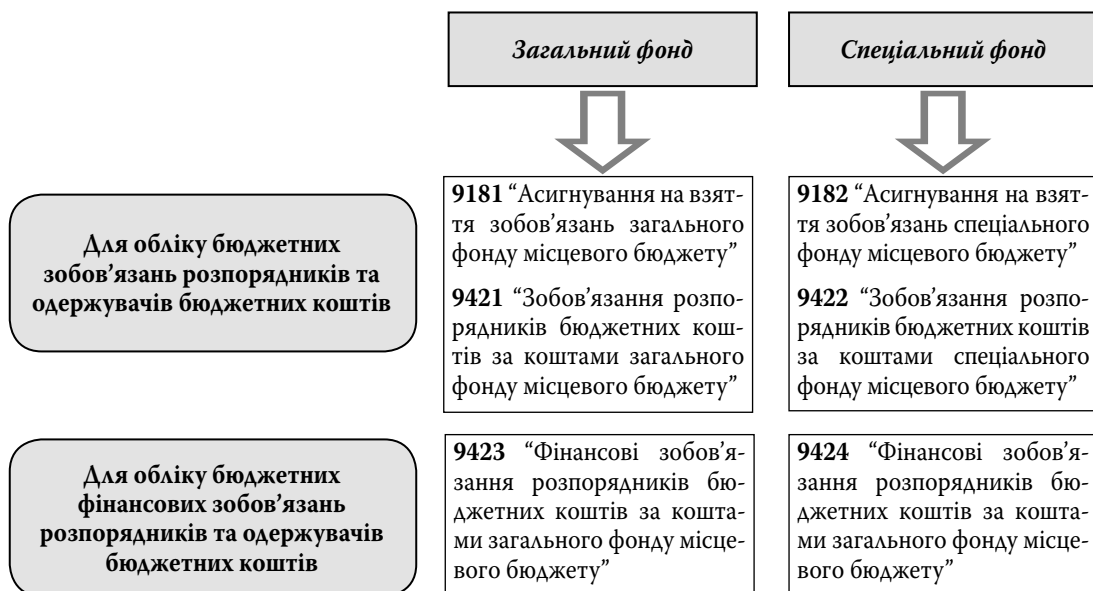 Загальний фонд
Спеціальний фонд
Для обліку бюджетних
зобов’язань розпорядників та
одержувачів бюджетних коштів
9181 “Асигнування на взят-
тя зобов’язань загального
фонду місцевого бюджету”
9421 “Зобов’язання розпо-
рядників бюджетних кош-
тів за коштами загального
фонду місцевого бюджету”
9182 “Асигнування на взят-
тя зобов’язань спеціального
фонду місцевого бюджету”
9422 “Зобов’язання розпо-
рядників бюджетних коштів
за коштами спеціального
фонду місцевого бюджету”
Для обліку бюджетних
фінансових зобов’язань
розпорядників та одержувачів
бюджетних коштів
9423 “Фінансові зобов’я-
зання розпорядників бю-
джетних коштів за кошта-
ми загального фонду місце-
вого бюджету”
9424 “Фінансові зобов’я-
зання розпорядників бю-
джетних коштів за кошта-
ми загального фонду місце-
вого бюджету”